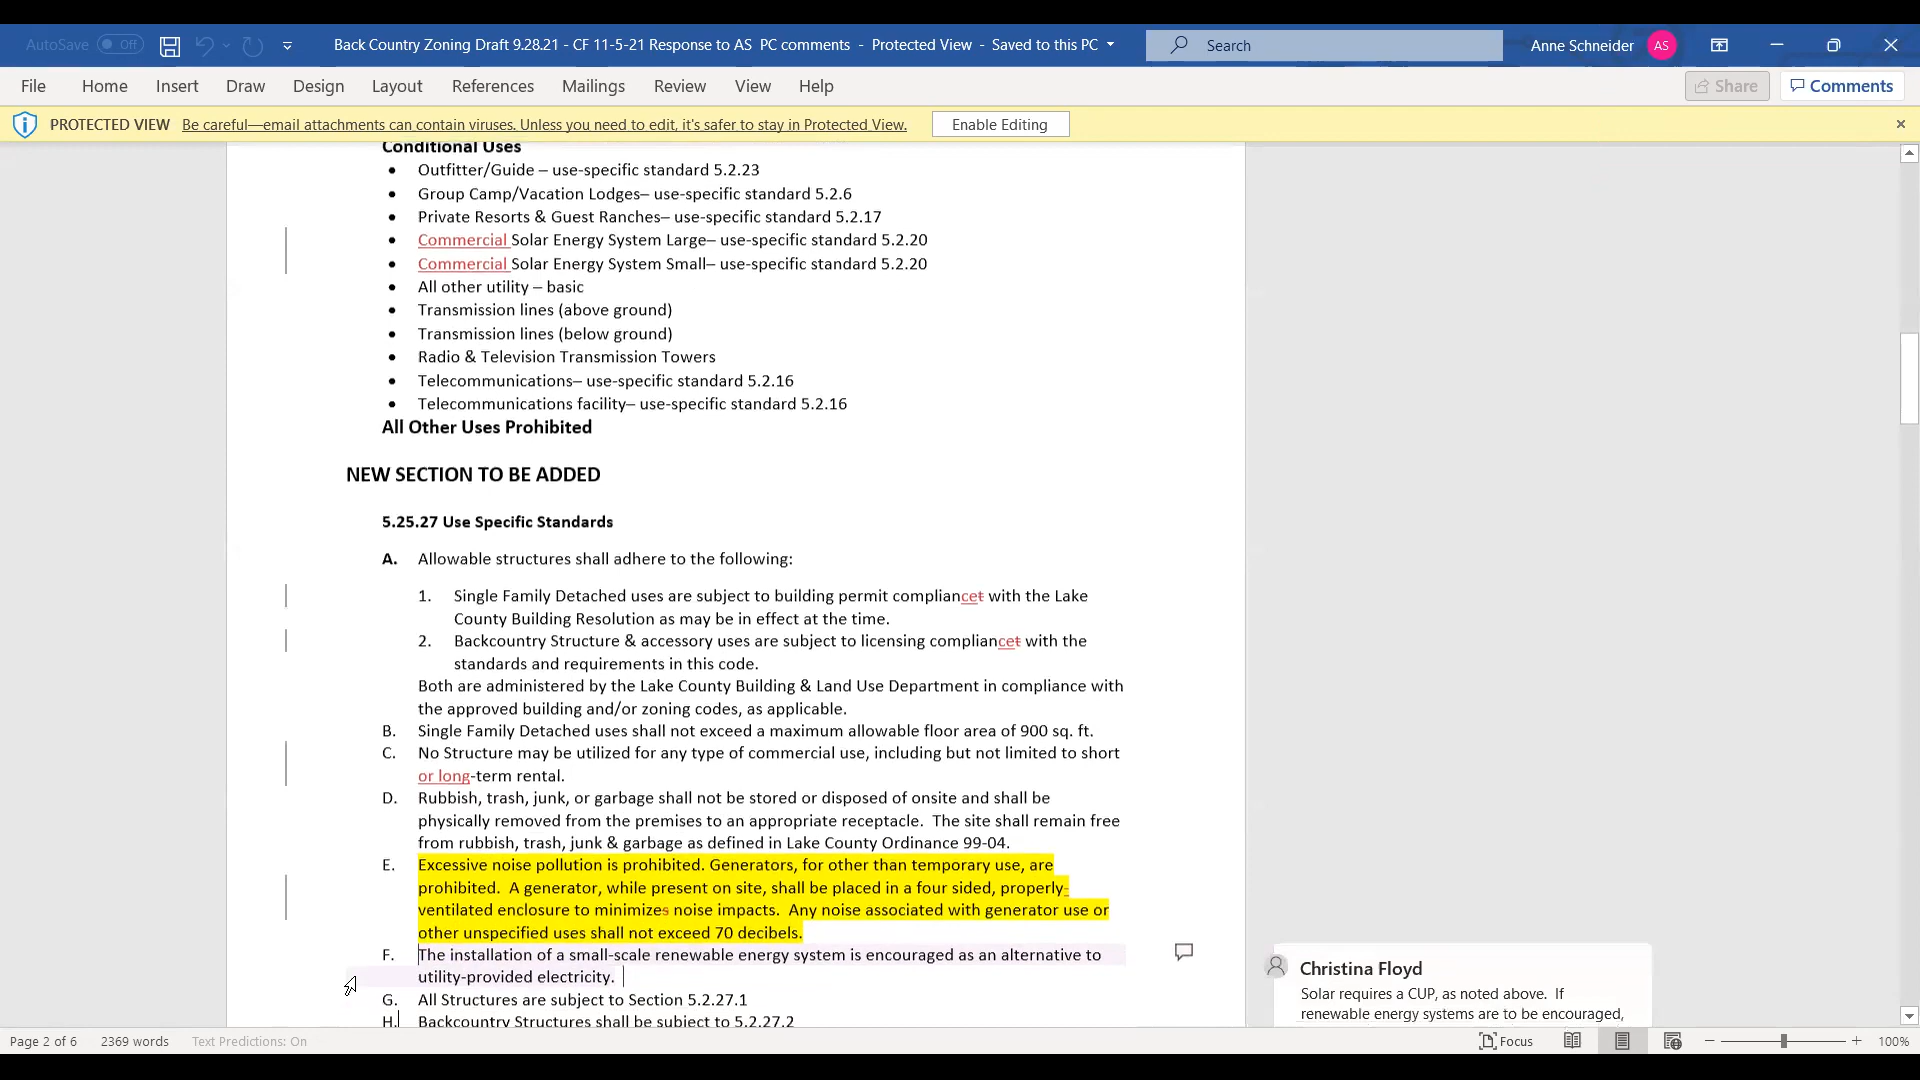 AutoSave Off
Back Country Zoning Draft 9.28.21 - CF 11-5-21 Response to AS PC comments - Protected View - Saved to this PC
Search
Anne Schneider AS
File Home Insert Draw Design Layout References Mailings Review View Help
Share
Comments
PROTECTED VIEW Be careful—email attachments can contain viruses. Unless you need to edit, it's safer to stay in Protected View. Enable Editing
Conditional Uses
• Outfitter/Guide – use-specific standard 5.2.23
• Group Camp/Vacation Lodges– use-specific standard 5.2.6
• Private Resorts & Guest Ranches– use-specific standard 5.2.17
• Commercial Solar Energy System Large– use-specific standard 5.2.20
• Commercial Solar Energy System Small– use-specific standard 5.2.20
• All other utility – basic
• Transmission lines (above ground)
• Transmission lines (below ground)
• Radio & Television Transmission Towers
• Telecommunications– use-specific standard 5.2.16
• Telecommunications facility– use-specific standard 5.2.16
All Other Uses Prohibited
NEW SECTION TO BE ADDED
5.25.27 Use Specific Standards
A. Allowable structures shall adhere to the following:
1. Single Family Detached uses are subject to building permit compliancet with the Lake
County Building Resolution as may be in effect at the time.
2. Backcountry Structure & accessory uses are subject to licensing compliancet with the
standards and requirements in this code.
Both are administered by the Lake County Building & Land Use Department in compliance with
the approved building and/or zoning codes, as applicable.
B. Single Family Detached uses shall not exceed a maximum allowable floor area of 900 sq. ft.
C. No Structure may be utilized for any type of commercial use, including but not limited to short
or long-term rental.
D. Rubbish, trash, junk, or garbage shall not be stored or disposed of onsite and shall be
physically removed from the premises to an appropriate receptacle. The site shall remain free
from rubbish, trash, junk & garbage as defined in Lake County Ordinance 99-04.
E. Excessive noise pollution is prohibited. Generators, for other than temporary use, are
prohibited. A generator, while present on site, shall be placed in a four sided, properly-
ventilated enclosure to minimizes noise impacts. Any noise associated with generator use or
other unspecified uses shall not exceed 70 decibels.
F. The installation of a small-scale renewable energy system is encouraged as an alternative to
utility-provided electricity.
G. All Structures are subject to Section 5.2.27.1
H. Backcountry Structures shall be subject to 5.2.27.2
Christina Floyd
Solar requires a CUP, as noted above. If
renewable energy systems are to be encouraged,
Page 2 of 6 2369 words Text Predictions: On
Focus
100%